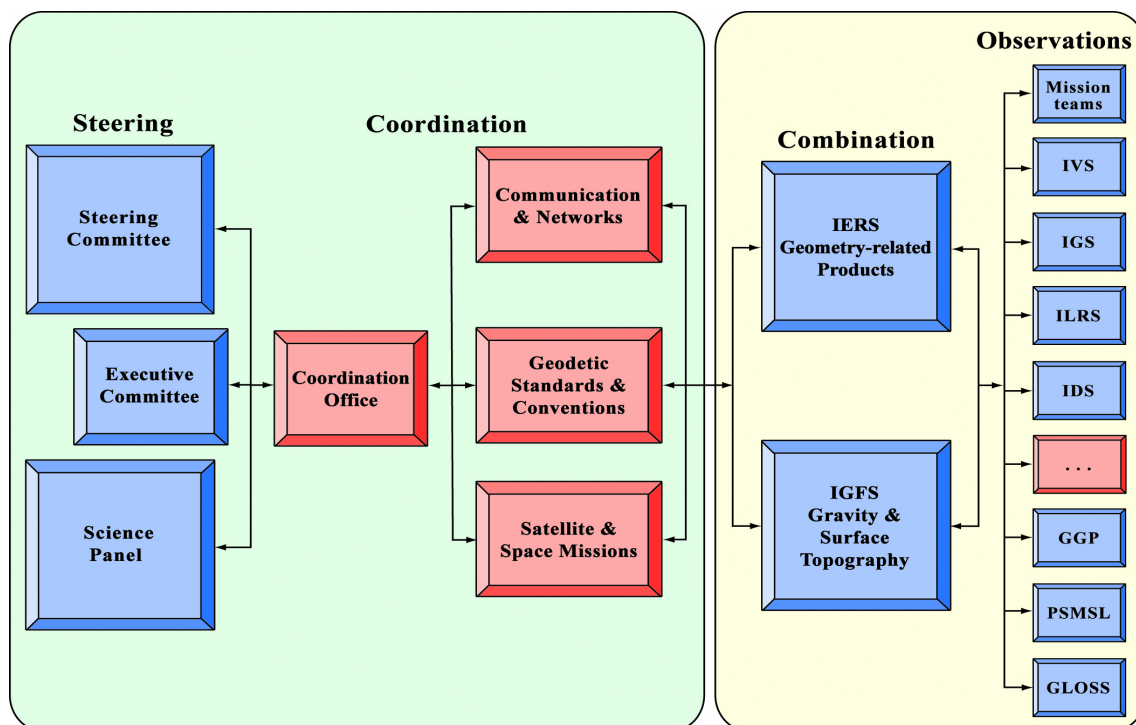 Steering
Steering
Committee
Executive
Committee
Science
Panel
Coordination
Coordination
Office
Communication
& Networks
Geodetic
Standards &
Conventions
Satellite &
Space Missions
Combination
IERS
Geometry-related
Products
IGFS
Gravity &
Surface
Topography
Observations
Mission
teams
IVS
IGS
ILRS
IDS
. . .
GGP
PSMSL
GLOSS